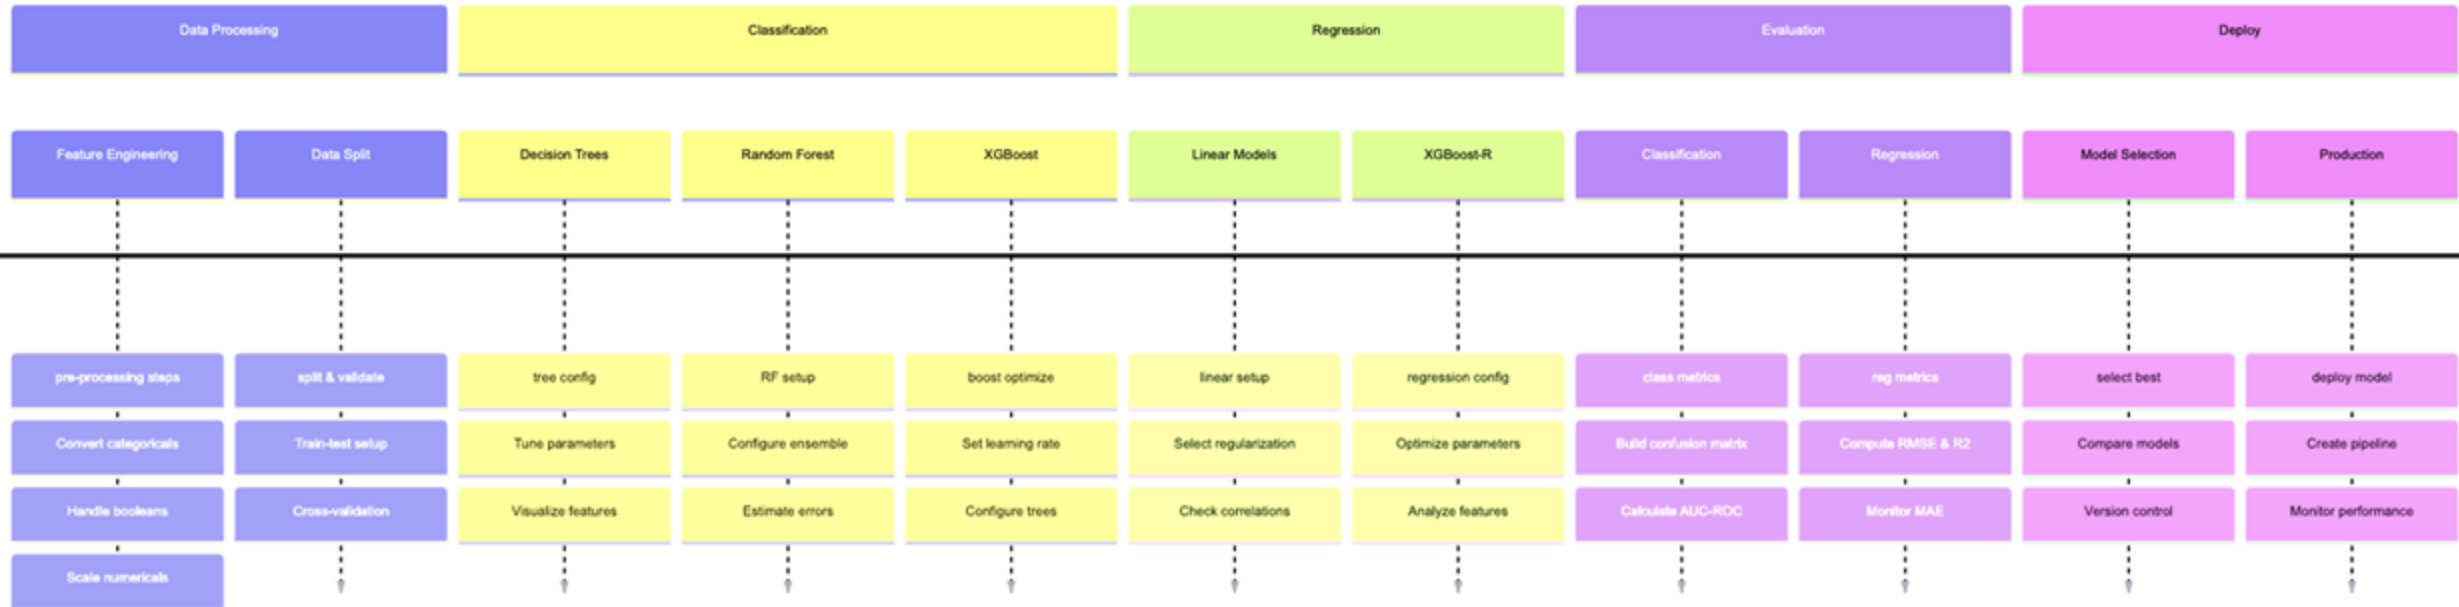 Data Processing
Classification
Regression
Evaluation
Deploy
Feature Engineering
Data Split
Decision Trees
Random Forest
XGBoost
Linear Models
XGBoost-R
Classification
Regression
Model Selection
Production
pre-processing steps
split & validate
tree config
RF setup
boost optimize
linear setup
regression config
class metrics
reg metrics
select best
deploy model
Convert categoricals
Train-test setup
Tune parameters
Configure ensemble
Set learning rate
Select regularization
Optimize parameters
Build confusion matrix
Compute RMSE & R2
Compare models
Create pipeline
Handle booleans
Cross-validation
Visualize features
Estimate errors
Configure trees
Check correlations
Analyze features
Calculate AUC-ROC
Monitor MAE
Version control
Monitor performance
Scale numericals